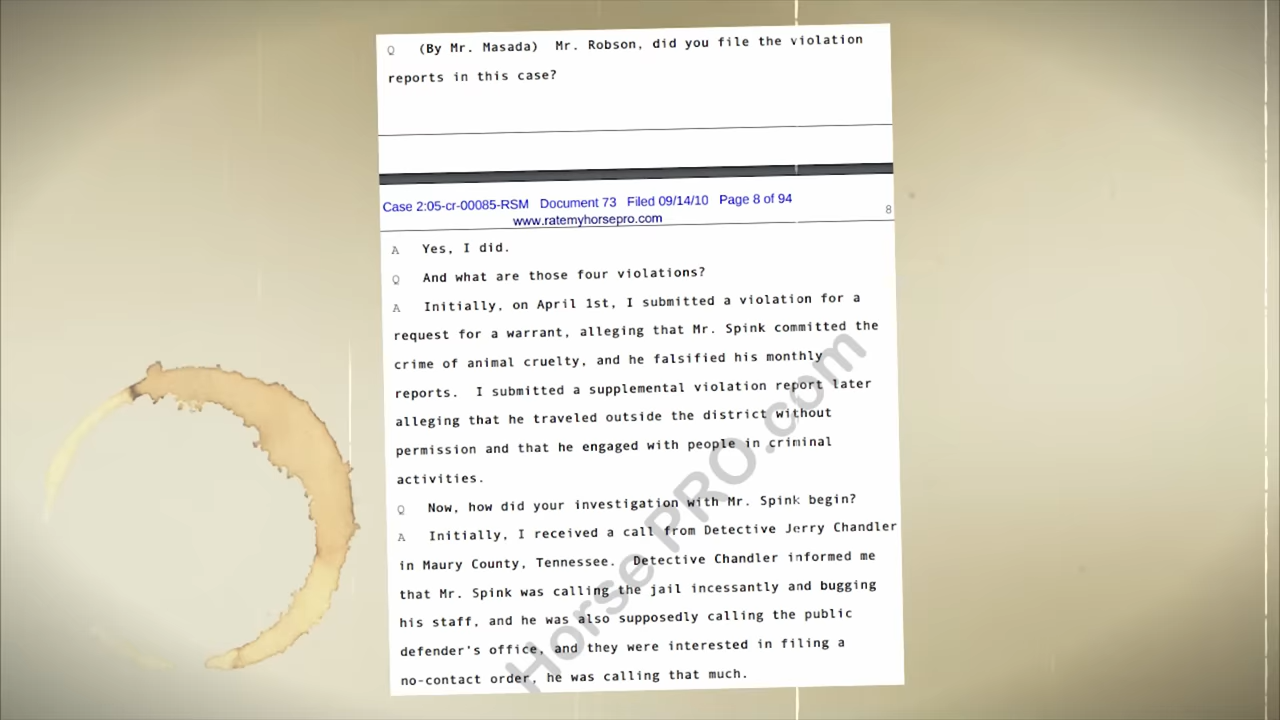 Q (By Mr. Masada) Mr. Robson, did you file the violation
reports in this case?
Case 2:05-cr-00085-RSM Document 73 Filed 09/14/10 Page 8 of 94
www.ratemyhorsepro.com
8
A Yes, I did.
Q And what are those four violations?
A Initially, on April 1st, I submitted a violation for a
request for a warrant, alleging that Mr. Spink committed the
crime of animal cruelty, and he falsified his monthly
reports. I submitted a supplemental violation report later
alleging that he traveled outside the district without
permission and that he engaged with people in criminal
activities.
Q Now, how did your investigation with Mr. Spink begin?
A Initially, I received a call from Detective Jerry Chandler
in Maury County, Tennessee. Detective Chandler informed me
that Mr. Spink was calling the jail incessantly and bugging
his staff, and he was also supposedly calling the public
defender's office, and they were interested in filing a
no-contact order, he was calling that much.
Horse PRO.com